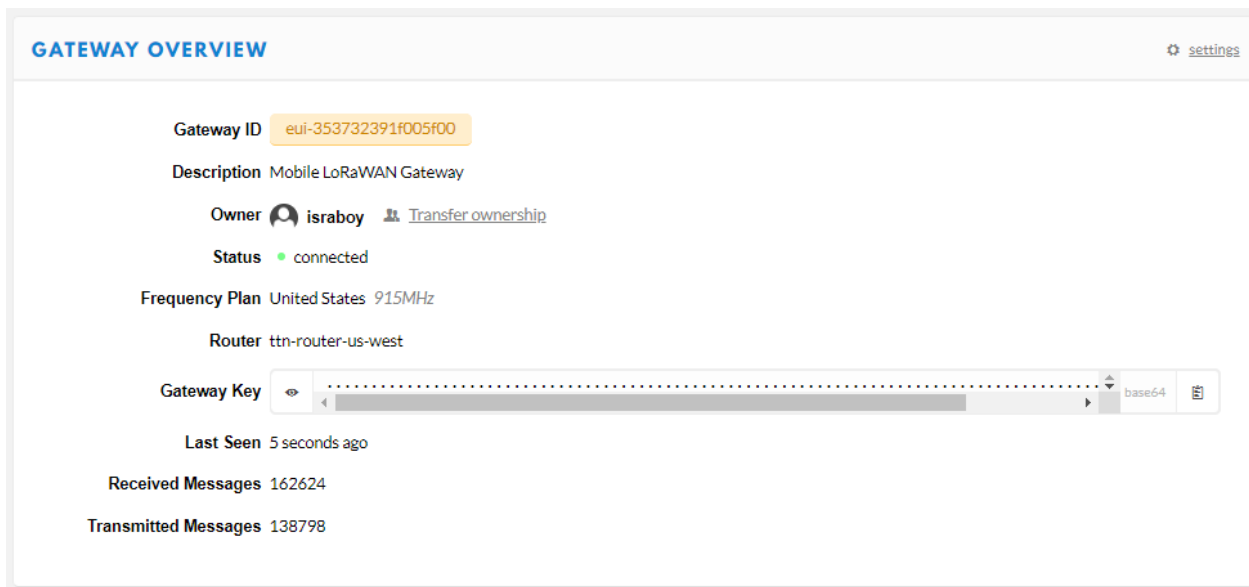 GATEWAY OVERVIEW settings
Gateway ID eui-353732391f005f00
Description Mobile LoRaWAN Gateway
Owner israboy Transfer ownership
Status connected
Frequency Plan United States 915MHz
Router ttn-router-us-west
Gateway Key base64
Last Seen 5 seconds ago
Received Messages 162624
Transmitted Messages 138798